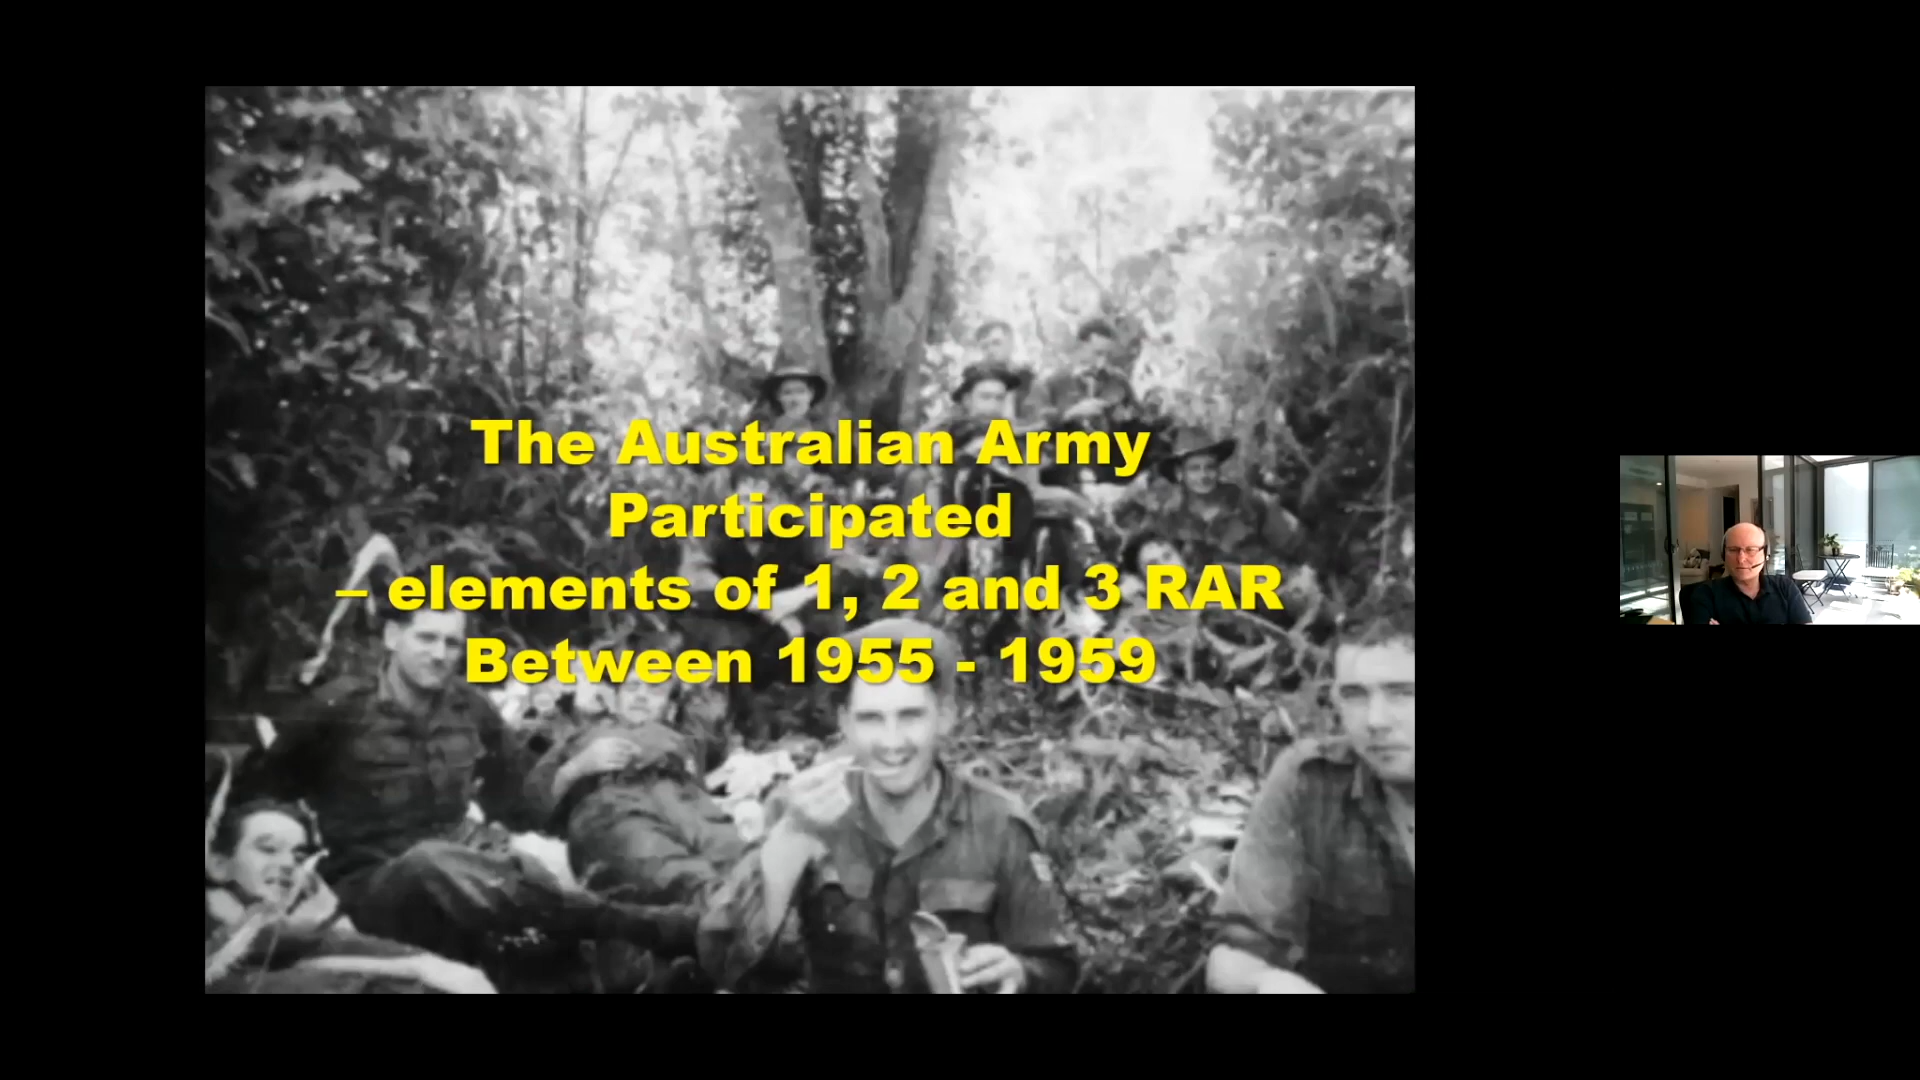 The Australian Army
Participated
– elements of 1, 2 and 3 RAR
Between 1955 - 1959